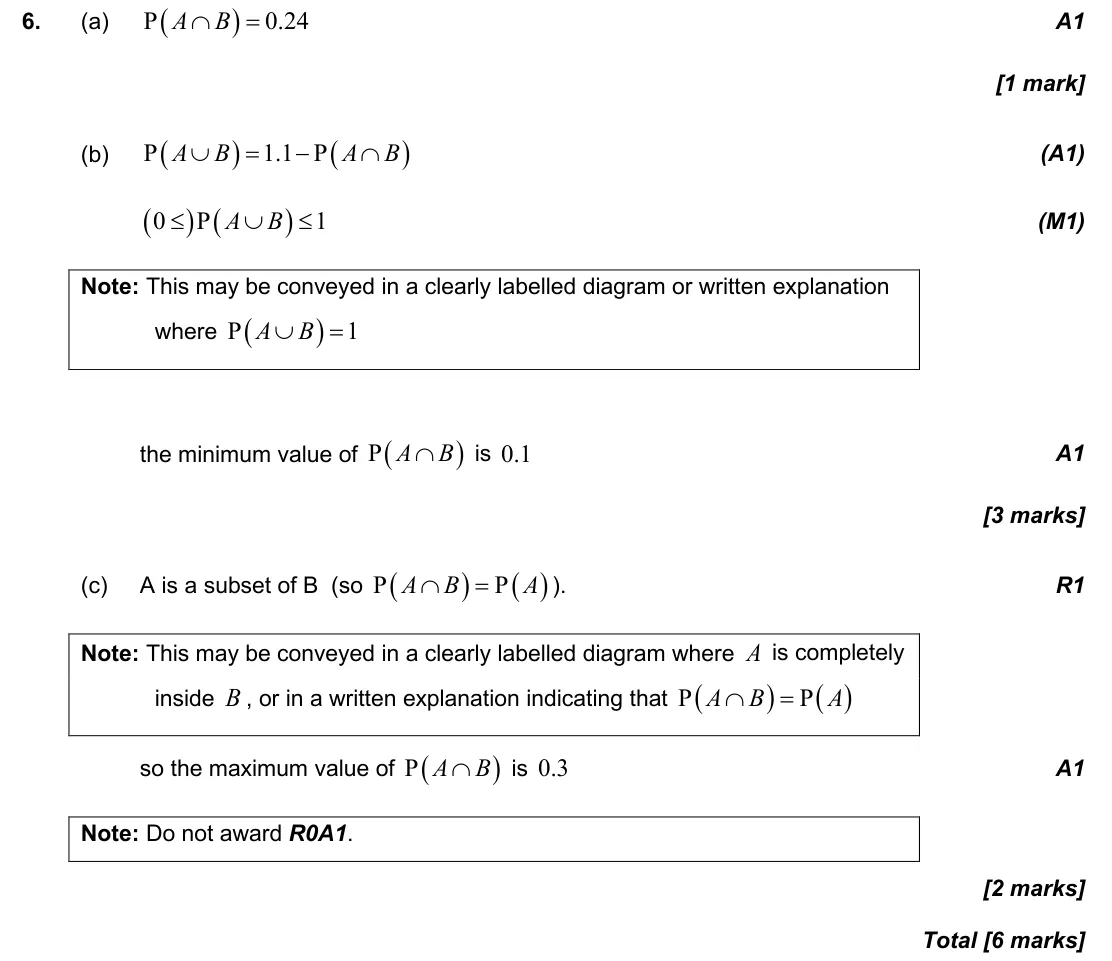 6. (a) P(A∩B)=0.24 A1
[1 mark]
(b) P(A∪B)=1.1−P(A∩B) (A1)
(0≤)P(A∪B)≤1 (M1)
Note: This may be conveyed in a clearly labelled diagram or written explanation
where P(A∪B)=1
the minimum value of P(A∩B) is 0.1 A1
[3 marks]
(c) A is a subset of B (so P(A∩B)=P(A)). R1
Note: This may be conveyed in a clearly labelled diagram where A is completely
inside B, or in a written explanation indicating that P(A∩B)=P(A)
so the maximum value of P(A∩B) is 0.3 A1
Note: Do not award R0A1.
[2 marks]
Total [6 marks]